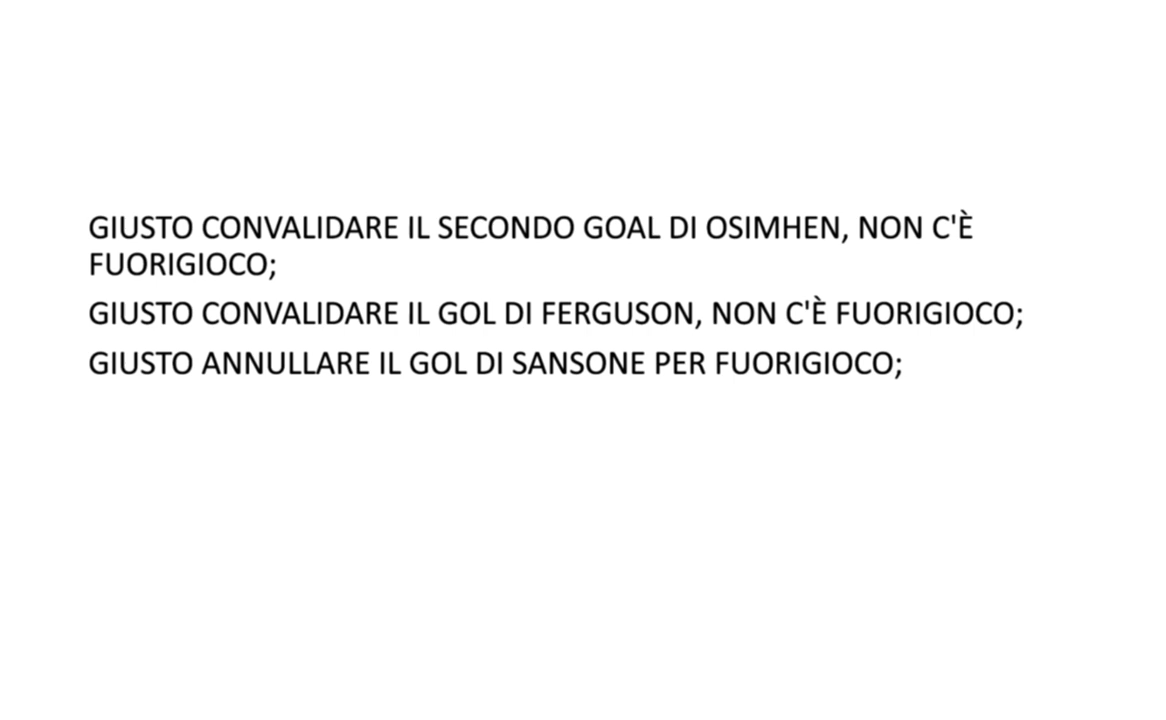 GIUSTO CONVALIDARE IL SECONDO GOAL DI OSIMHEN, NON C'È
FUORIGIOCO;
GIUSTO CONVALIDARE IL GOL DI FERGUSON, NON C'È FUORIGIOCO;
GIUSTO ANNULLARE IL GOL DI SANSONE PER FUORIGIOCO;